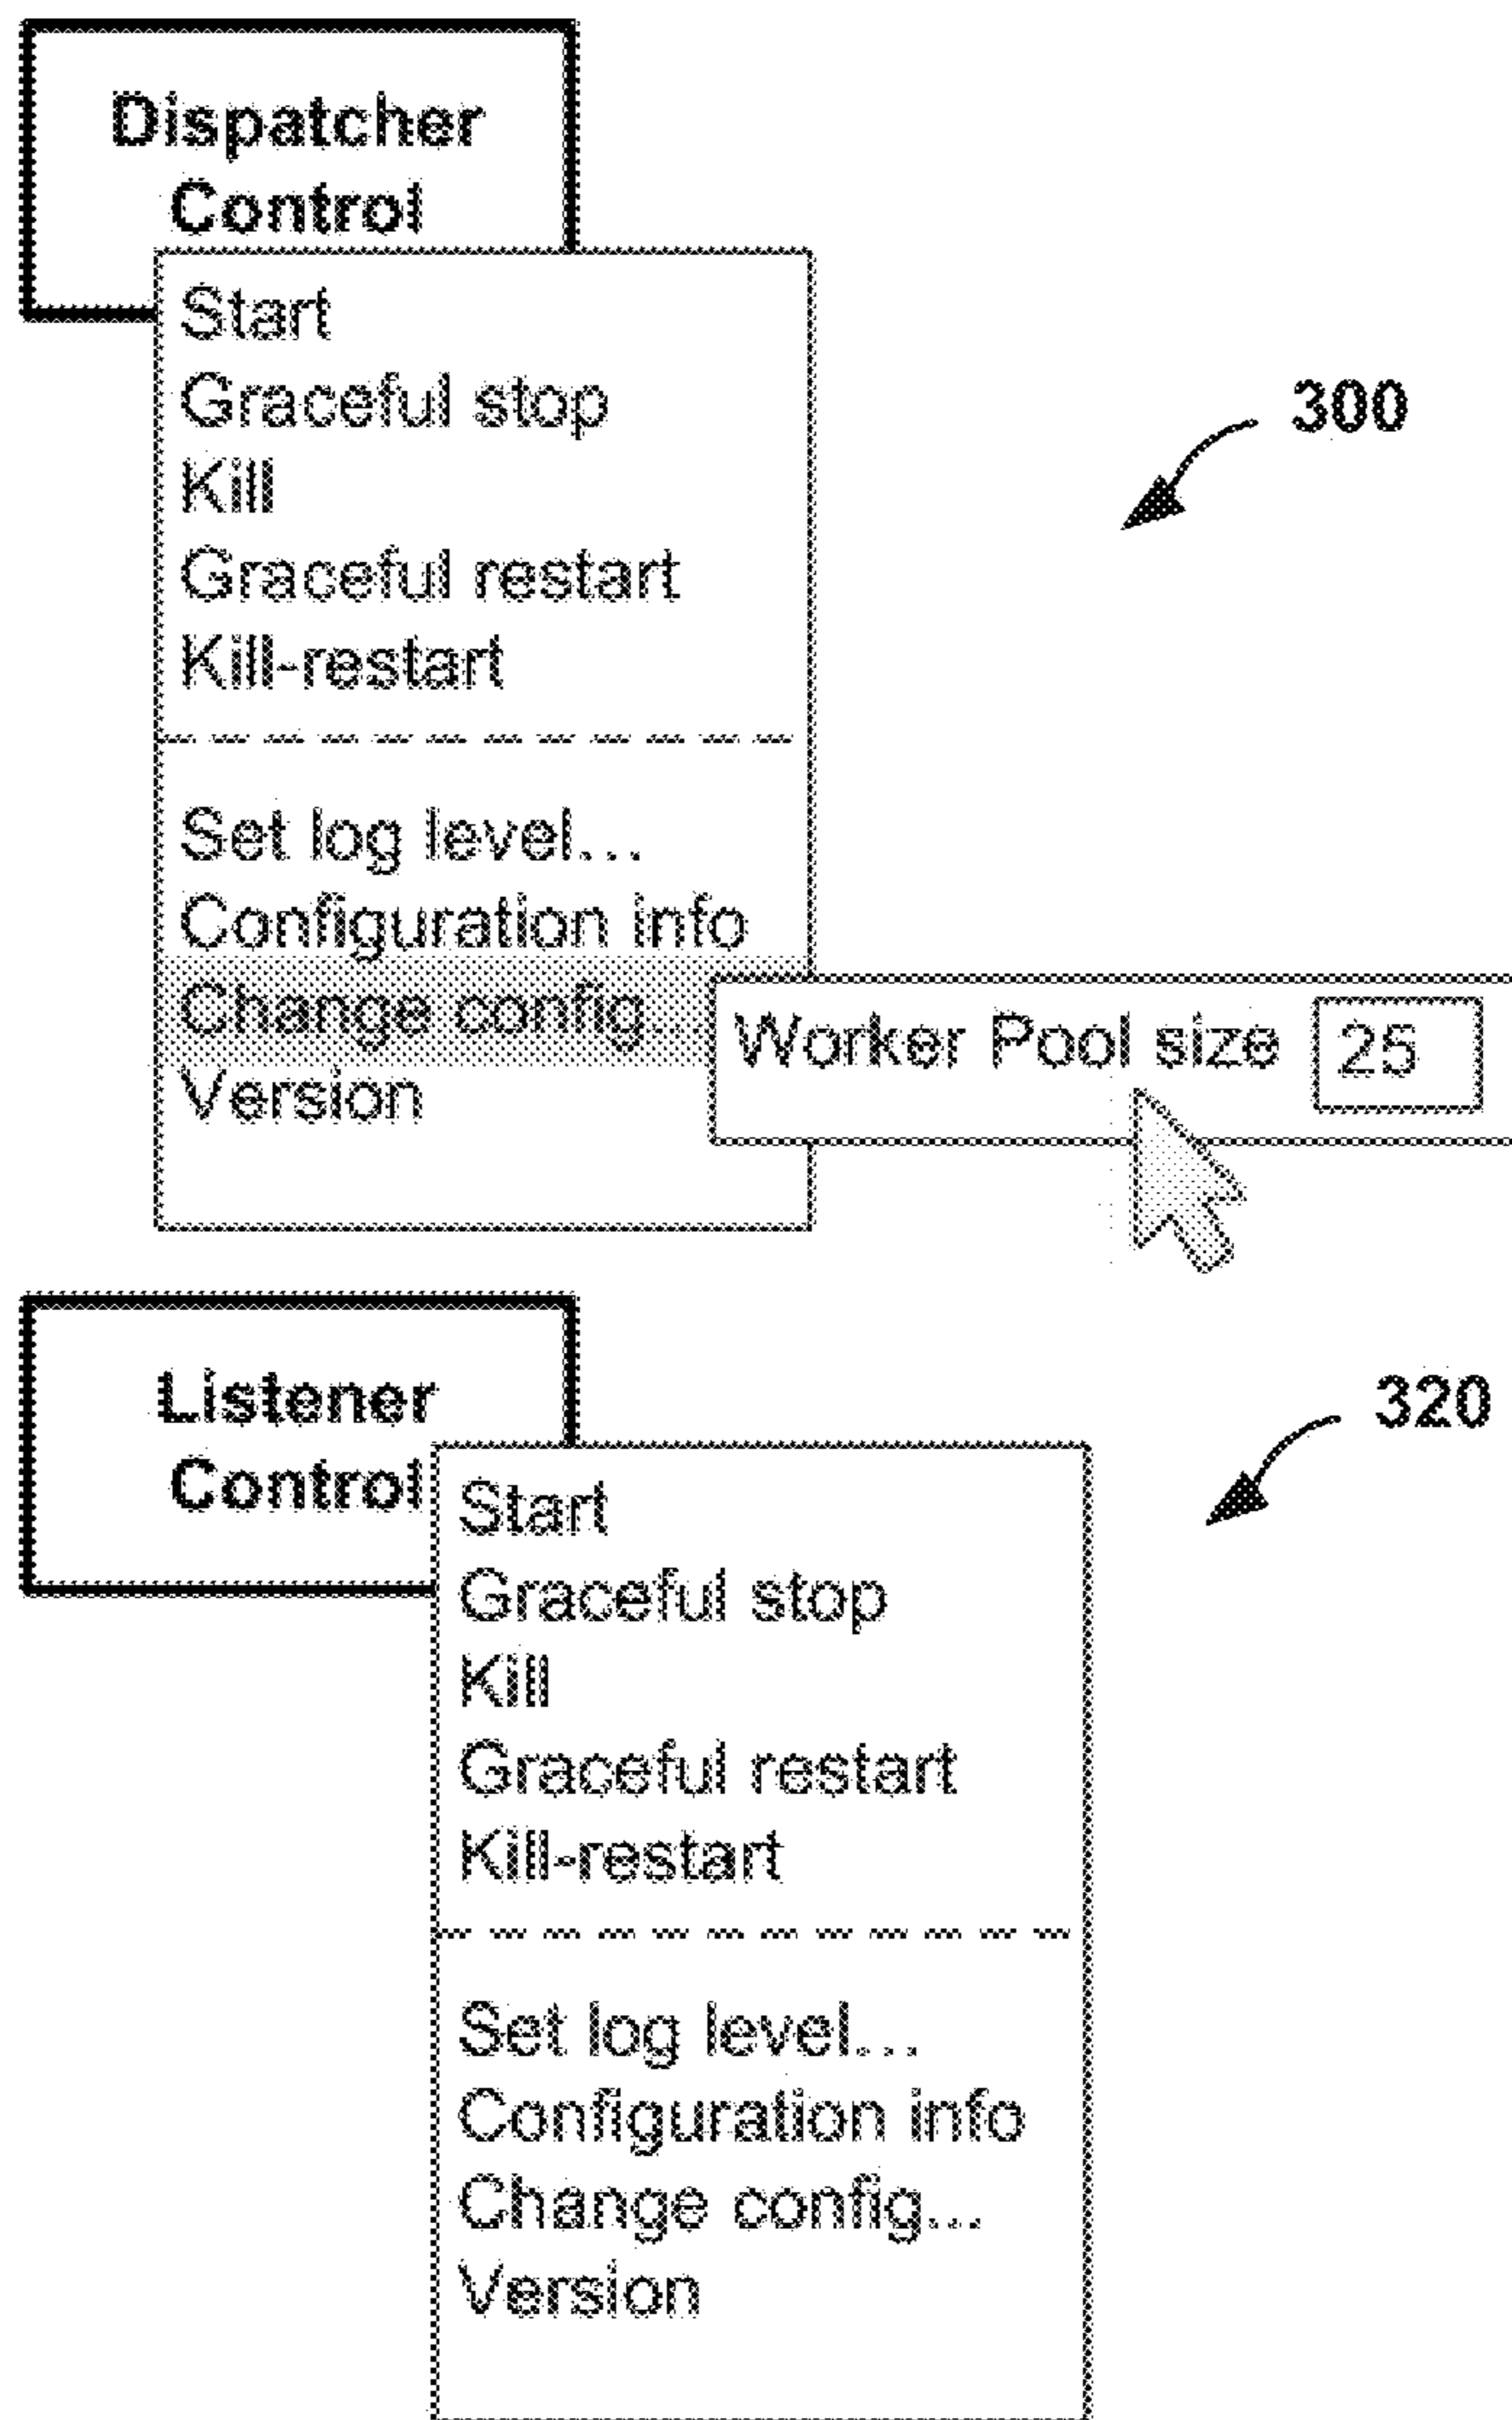 Dispatcher
Control
Start
Graceful stop
Kill
Graceful restart
Kill-restart
300
Set log level...
Configuration info
Change config...
Worker Pool size 25
Version
Listener
Control
320
Start
Graceful stop
Kill
Graceful restart
Kill-restart
Set log level...
Configuration info
Change config...
Version